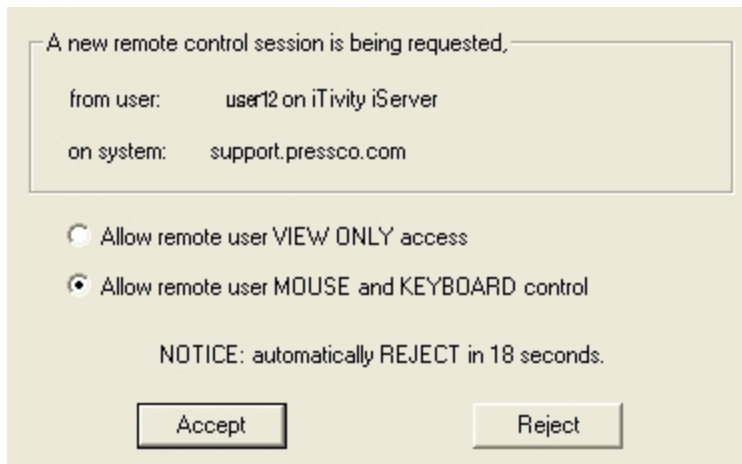 A new remote control session is being requested,
from user: user12 on iTivity iServer
on system: support.pressco.com
Allow remote user VIEW ONLY access
Allow remote user MOUSE and KEYBOARD control
NOTICE: automatically REJECT in 18 seconds.
Accept Reject